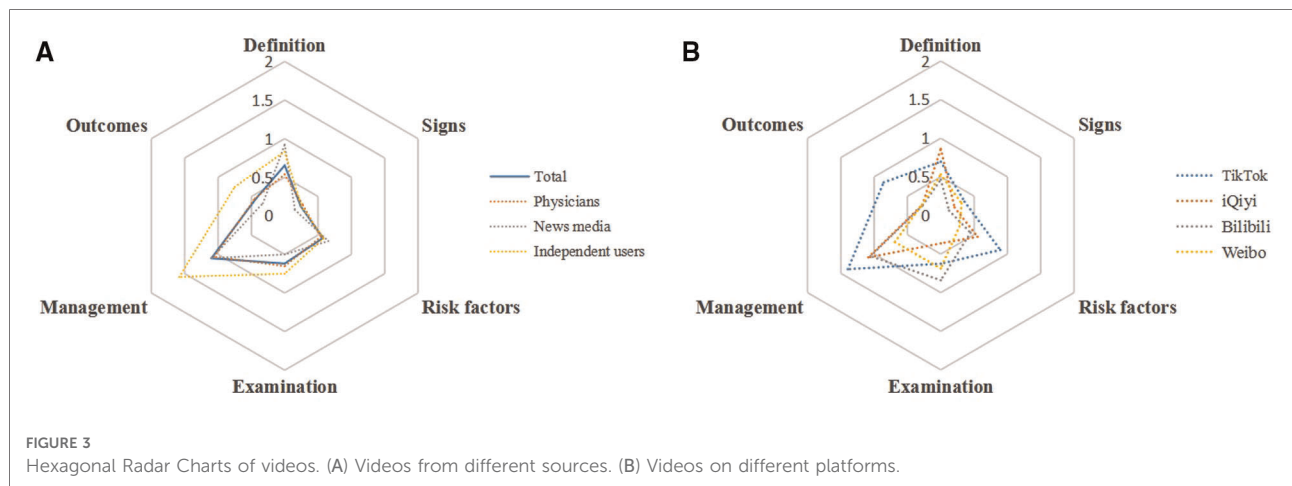 A
Definition
2
1.5
1
0.5
0
Outcomes
Signs
Management
Risk factors
Examination
Total
Physicians
News media
Independent users
B
Definition
2
1.5
1
0.5
0
Outcomes
Signs
Management
Risk factors
Examination
TikTok
iQiyi
Bilibili
Weibo
FIGURE 3
Hexagonal Radar Charts of videos. (A) Videos from different sources. (B) Videos on different platforms.